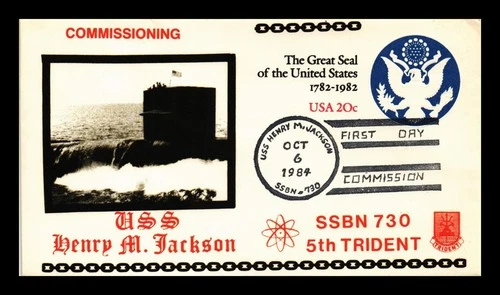 COMMISSIONING
The Great Seal
of the United States
1782-1982
USA 20c
USS HENRY M. JACKSON
OCT
6
1984
SSBN-730
FIRST DAY
COMMISSION
USS
Henry M. Jackson
SSBN 730
5th TRIDENT
TRIDENT